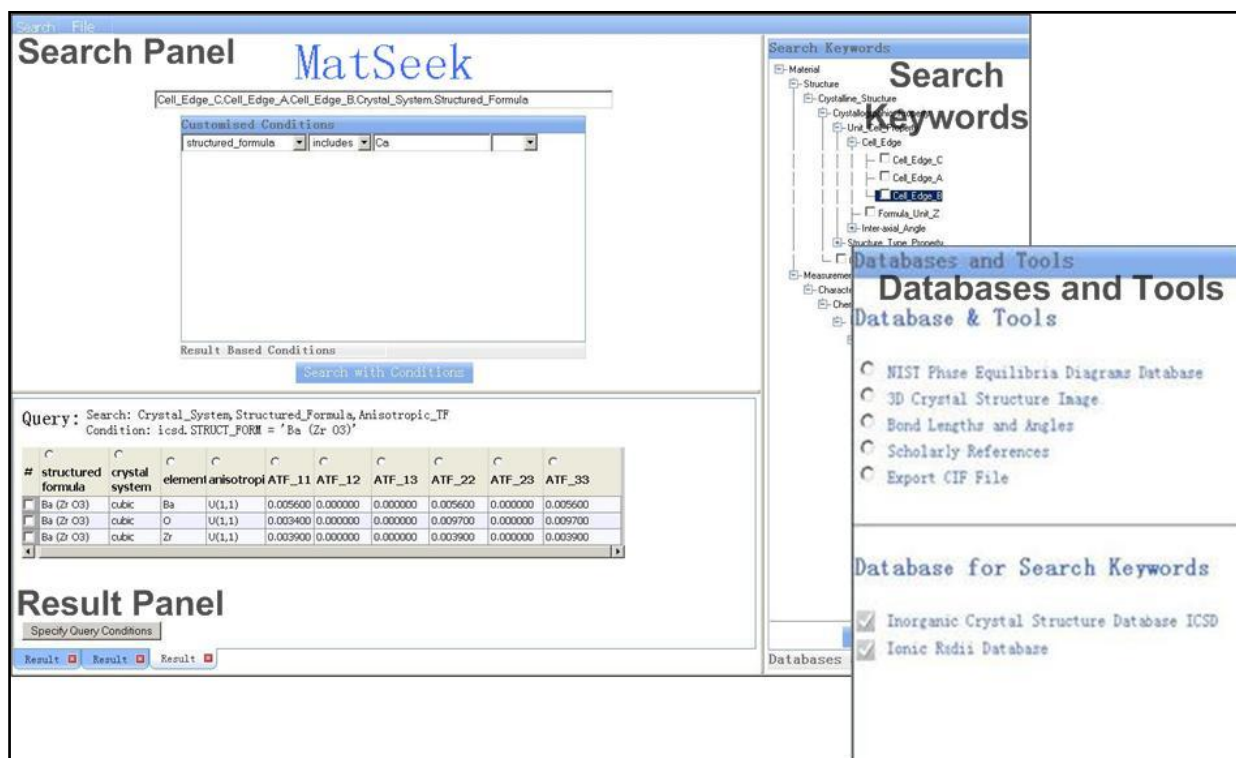 Search File
Search Panel
MatSeek
Cell_Edge_C,Cell_Edge_A,Cell_Edge_B,Crystal_System,Structured_Formula
Customised Conditions
structured_formula includes Ca
Result Based Conditions
Search with Conditions
Query: Search: Crystal_System,Structured_Formula,Anisotropic_TF
Condition: icsd.STRUCT_FORM = 'Ba (Zr O3)'
# structured formula crystal system element anisotropi ATF_11 ATF_12 ATF_13 ATF_22 ATF_23 ATF_33
Ba (Zr O3) cubic Ba U(1,1) 0.005600 0.000000 0.000000 0.005600 0.000000 0.005600
Ba (Zr O3) cubic O U(1,1) 0.003400 0.000000 0.000000 0.009700 0.000000 0.009700
Ba (Zr O3) cubic Zr U(1,1) 0.003900 0.000000 0.000000 0.003900 0.000000 0.003900
Result Panel
Specify Query Conditions
Result Result Result
Search Keywords
Search
Keywords
Material
Structure
Crystalline_Structure
Unit_Cell_Property
Cell_Edge
Cell_Edge_C
Cell_Edge_A
Cell_Edge_B
Formula_Unit_Z
Inter-axial_Angle
Structure_Type_Property
Measuremen
Characte
Che
Databases
Databases and Tools
Databases and Tools
Database & Tools
NIST Phase Equilibria Diagrams Database
3D Crystal Structure Image
Bond Lengths and Angles
Scholarly References
Export CIF File
Database for Search Keywords
Inorganic Crystal Structure Database ICSD
Ionic Radii Database